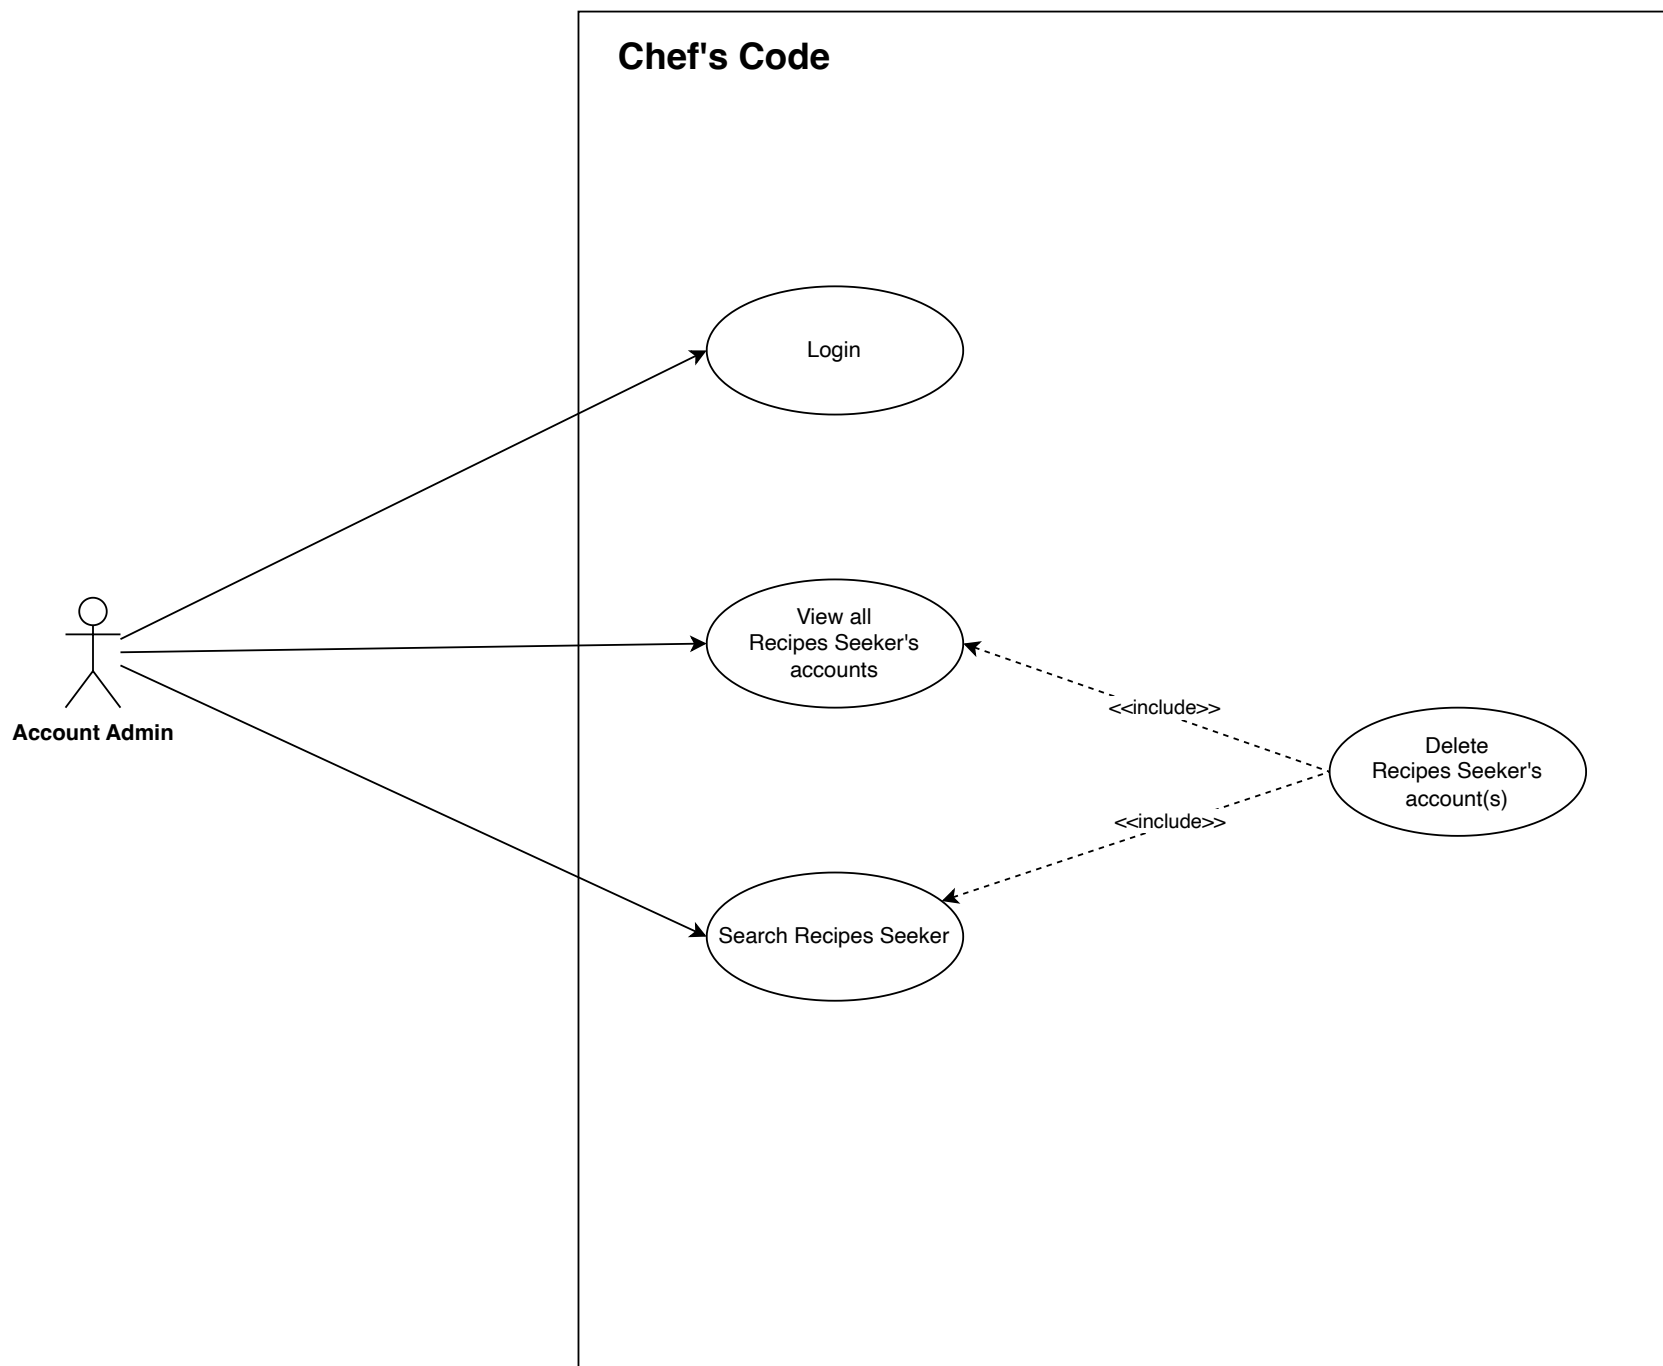 Chef's Code
Login
View all
Recipes Seeker's
accounts
<<include>>
Account Admin
Delete
Recipes Seeker's
account(s)
<<include>>
Search Recipes Seeker